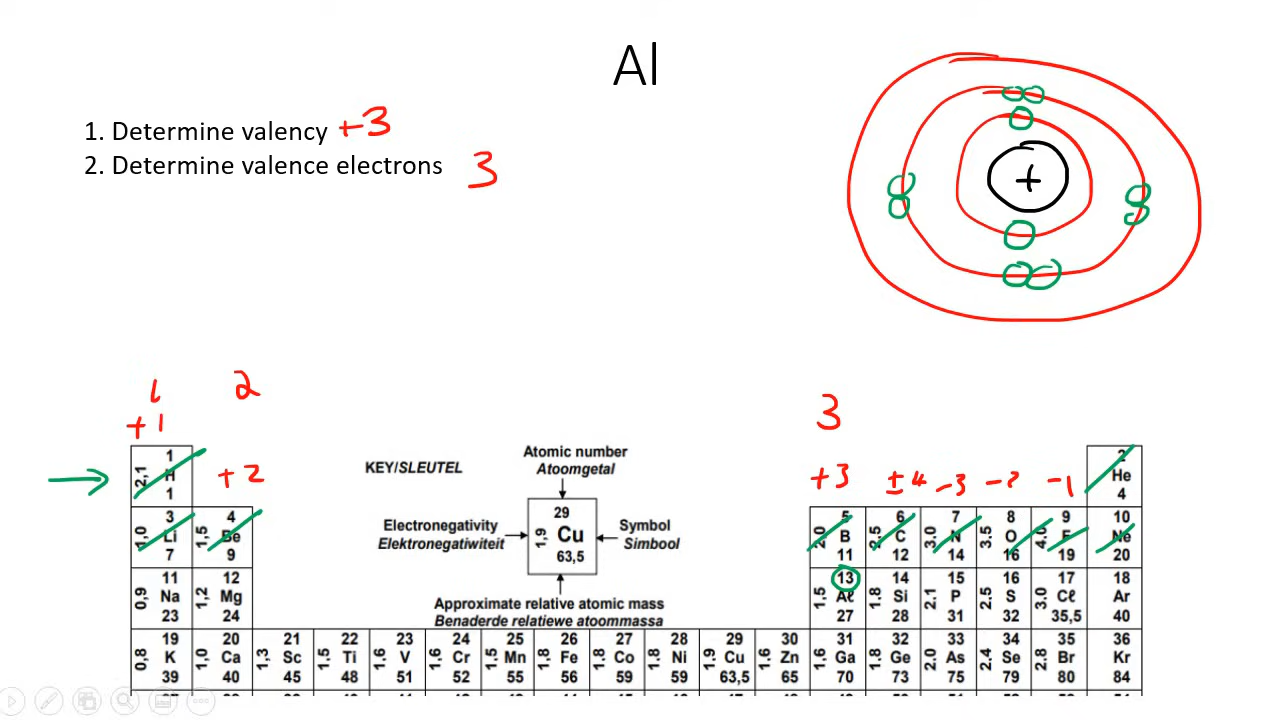 Al
1. Determine valency +3
2. Determine valence electrons 3
+
1 2 3
+1 +2 +3 ±4 -3 -2 -1
KEY/SLEUTEL
Atomic number
Atoomgetal
Electronegativity
Elektronegatiwiteit
29
1,9 Cu
63,5
Symbol
Simbool
Approximate relative atomic mass
Benaderde relatiewe atoommassa
1 2
2,1 H He
1 4
3 4 5 6 7 8 9 10
1,0 Li 1,5 Be 2,0 B 2,5 C 3,0 N 3,5 O 4,0 F Ne
7 9 11 12 14 16 19 20
11 12 13 14 15 16 17 18
0,9 Na 1,2 Mg 1,5 Aℓ 1,8 Si 2,1 P 2,5 S 3,0 Cℓ Ar
23 24 27 28 31 32 35,5 40
19 20 21 22 23 24 25 26 27 28 29 30 31 32 33 34 35 36
0,8 K 1,0 Ca 1,3 Sc 1,5 Ti 1,6 V 1,6 Cr 1,5 Mn 1,8 Fe 1,8 Co 1,8 Ni 1,9 Cu 1,6 Zn 1,6 Ga 1,8 Ge 2,0 As 2,4 Se 2,8 Br Kr
39 40 45 48 51 52 55 56 59 59 63,5 65 70 73 75 79 80 84